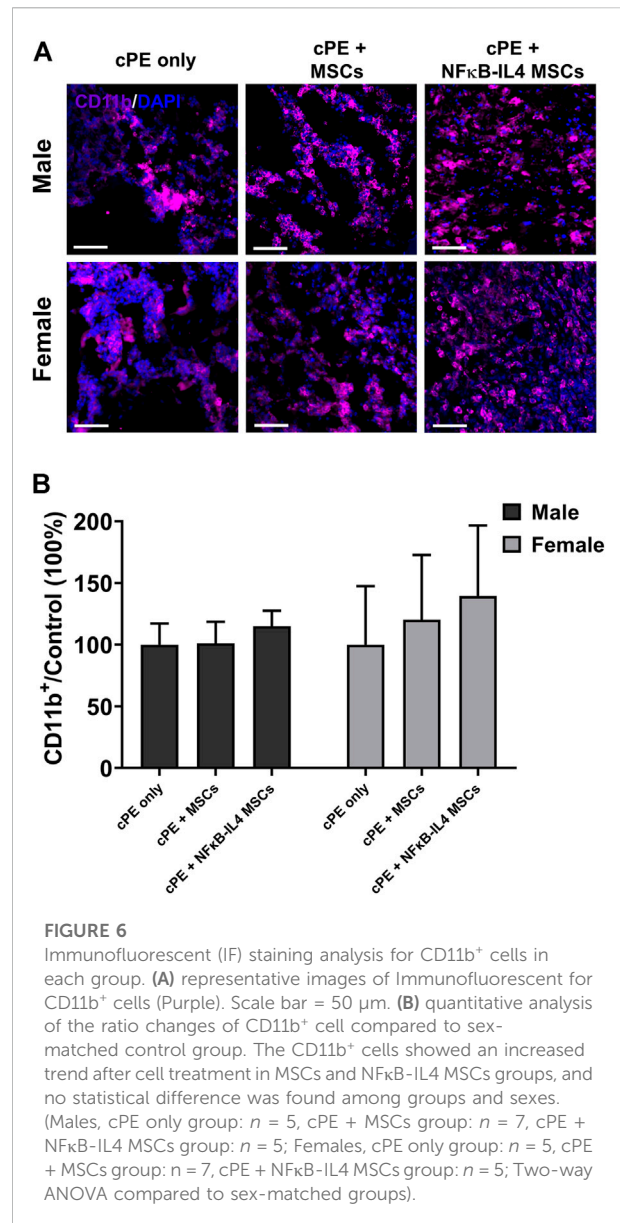 A
cPE only
cPE +
MSCs
cPE +
NFκB-IL4 MSCs
CD11b/DAPI
Male
Female
B
CD11b⁺/Control (100%)
200
150
100
50
0
Male
Female
cPE only
cPE + MSCs
cPE + NFκB-IL4 MSCs
cPE only
cPE + MSCs
cPE + NFκB-IL4 MSCs
FIGURE 6
Immunofluorescent (IF) staining analysis for CD11b⁺ cells in
each group. (A) representative images of Immunofluorescent for
CD11b⁺ cells (Purple). Scale bar = 50 μm. (B) quantitative analysis
of the ratio changes of CD11b⁺ cell compared to sex-
matched control group. The CD11b⁺ cells showed an increased
trend after cell treatment in MSCs and NFκB-IL4 MSCs groups, and
no statistical difference was found among groups and sexes.
(Males, cPE only group: n = 5, cPE + MSCs group: n = 7, cPE +
NFκB-IL4 MSCs group: n = 5; Females, cPE only group: n = 5, cPE
+ MSCs group: n = 7, cPE + NFκB-IL4 MSCs group: n = 5; Two-way
ANOVA compared to sex-matched groups).